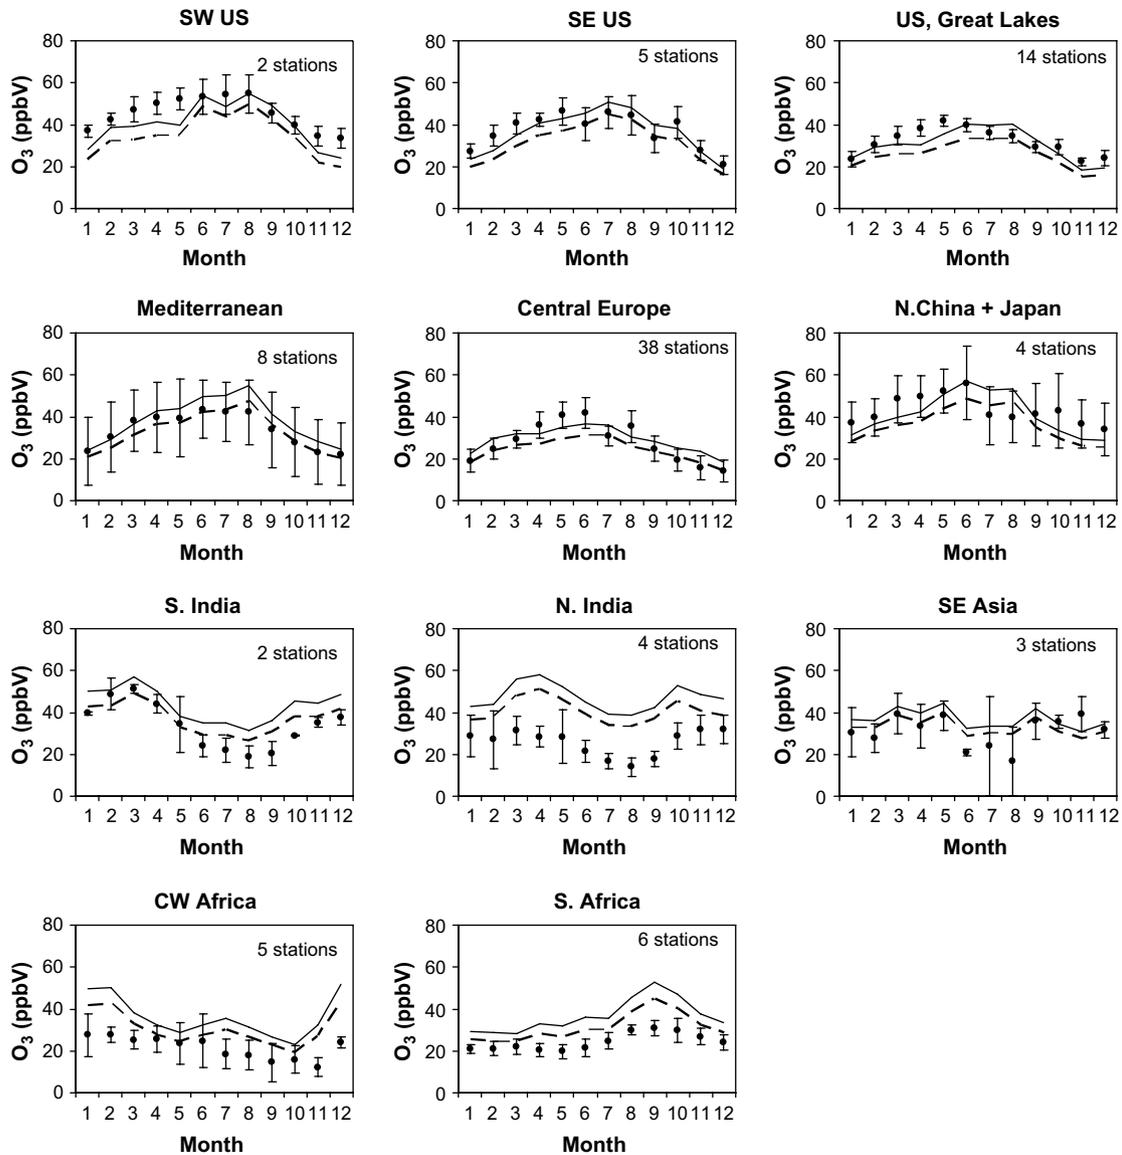 SW US
SE US
US, Great Lakes
80
60
40
20
0
O3 (ppbV)
2 stations
1 2 3 4 5 6 7 8 9 10 11 12
Month
80
60
40
20
0
O3 (ppbV)
5 stations
1 2 3 4 5 6 7 8 9 10 11 12
Month
80
60
40
20
0
O3 (ppbV)
14 stations
1 2 3 4 5 6 7 8 9 10 11 12
Month
Mediterranean
Central Europe
N.China + Japan
80
60
40
20
0
O3 (ppbV)
8 stations
1 2 3 4 5 6 7 8 9 10 11 12
Month
80
60
40
20
0
O3 (ppbV)
38 stations
1 2 3 4 5 6 7 8 9 10 11 12
Month
80
60
40
20
0
O3 (ppbV)
4 stations
1 2 3 4 5 6 7 8 9 10 11 12
Month
S. India
N. India
SE Asia
80
60
40
20
0
O3 (ppbV)
2 stations
1 2 3 4 5 6 7 8 9 10 11 12
Month
80
60
40
20
0
O3 (ppbV)
4 stations
1 2 3 4 5 6 7 8 9 10 11 12
Month
80
60
40
20
0
O3 (ppbV)
3 stations
1 2 3 4 5 6 7 8 9 10 11 12
Month
CW Africa
S. Africa
80
60
40
20
0
O3 (ppbV)
5 stations
1 2 3 4 5 6 7 8 9 10 11 12
Month
80
60
40
20
0
O3 (ppbV)
6 stations
1 2 3 4 5 6 7 8 9 10 11 12
Month